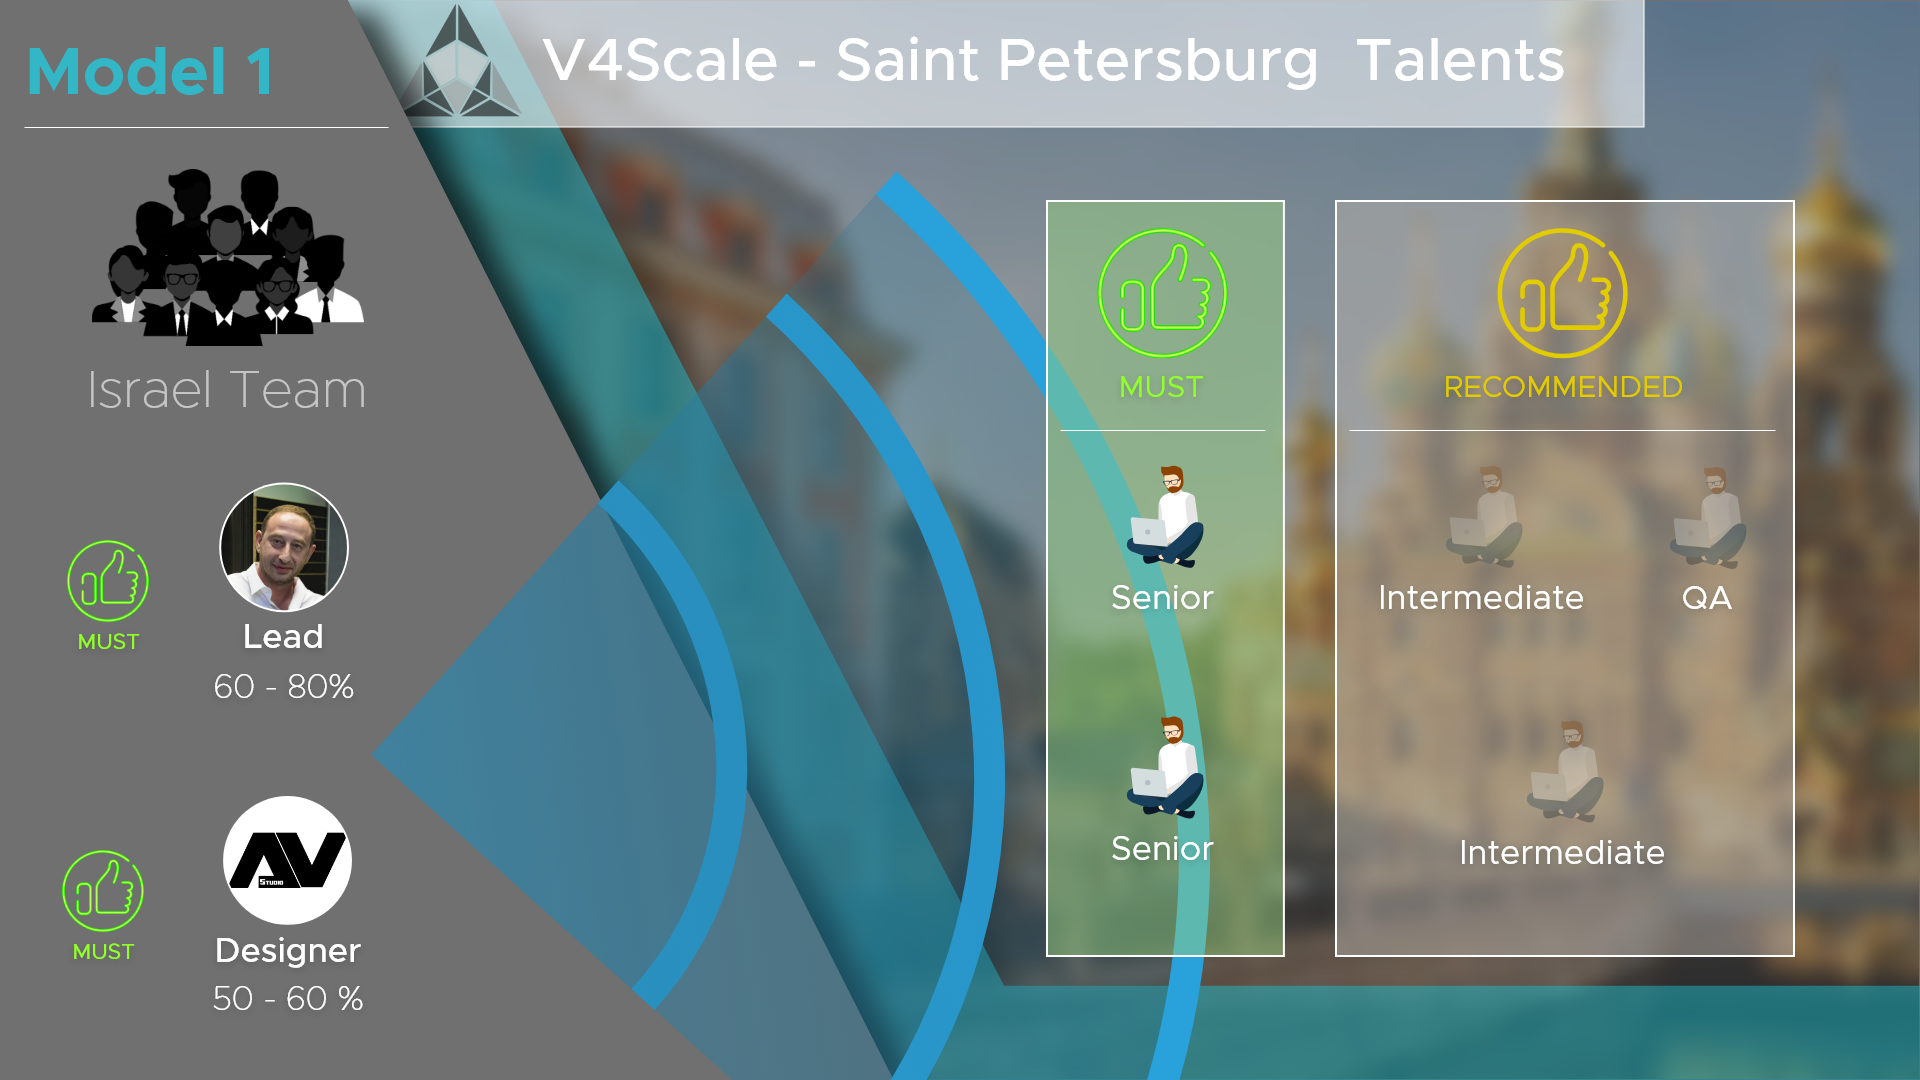 Model 1
V4Scale - Saint Petersburg Talents
Israel Team
MUST
Lead
60 - 80%
MUST
AV
STUDIO
Designer
50 - 60 %
MUST
Senior
Senior
RECOMMENDED
Intermediate
QA
Intermediate